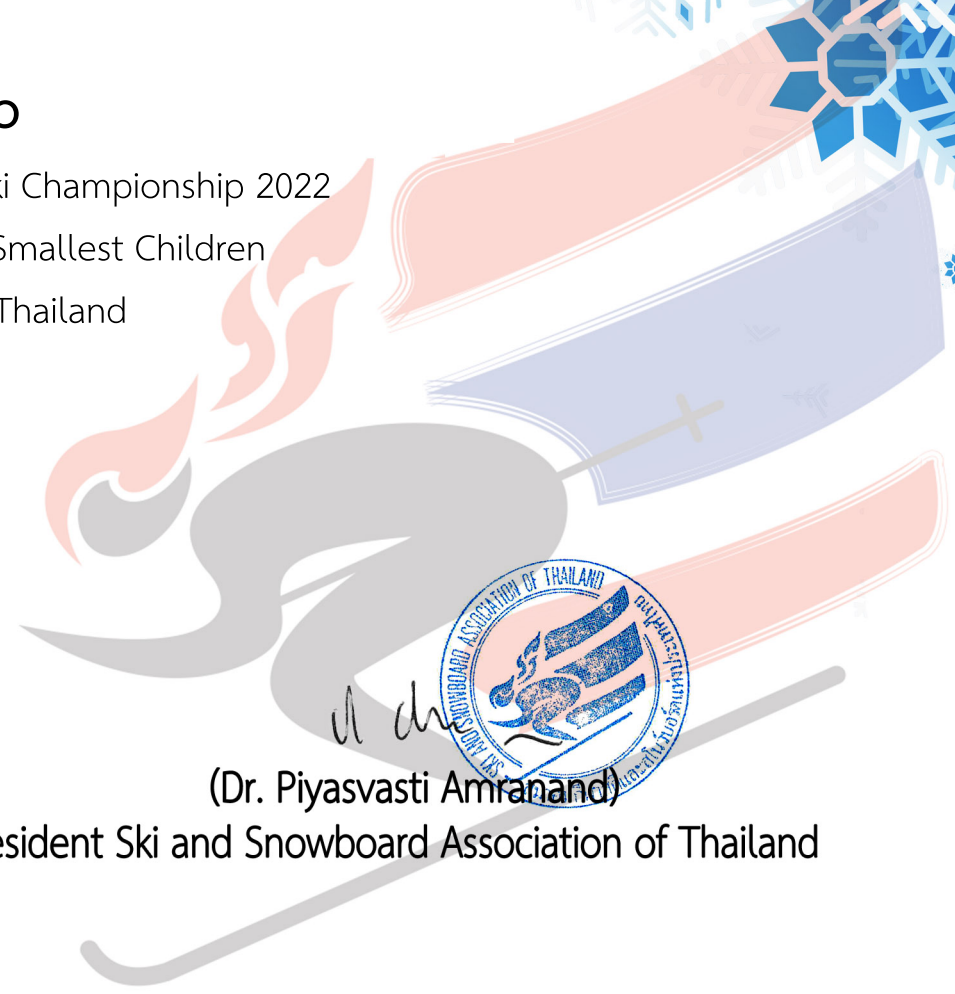 o
ki Championship 2022
Smallest Children
Thailand
SKI AND SNOWBOARD ASSOCIATION OF THAILAND
(Dr. Piyasvasti Amranand)
esident Ski and Snowboard Association of Thailand